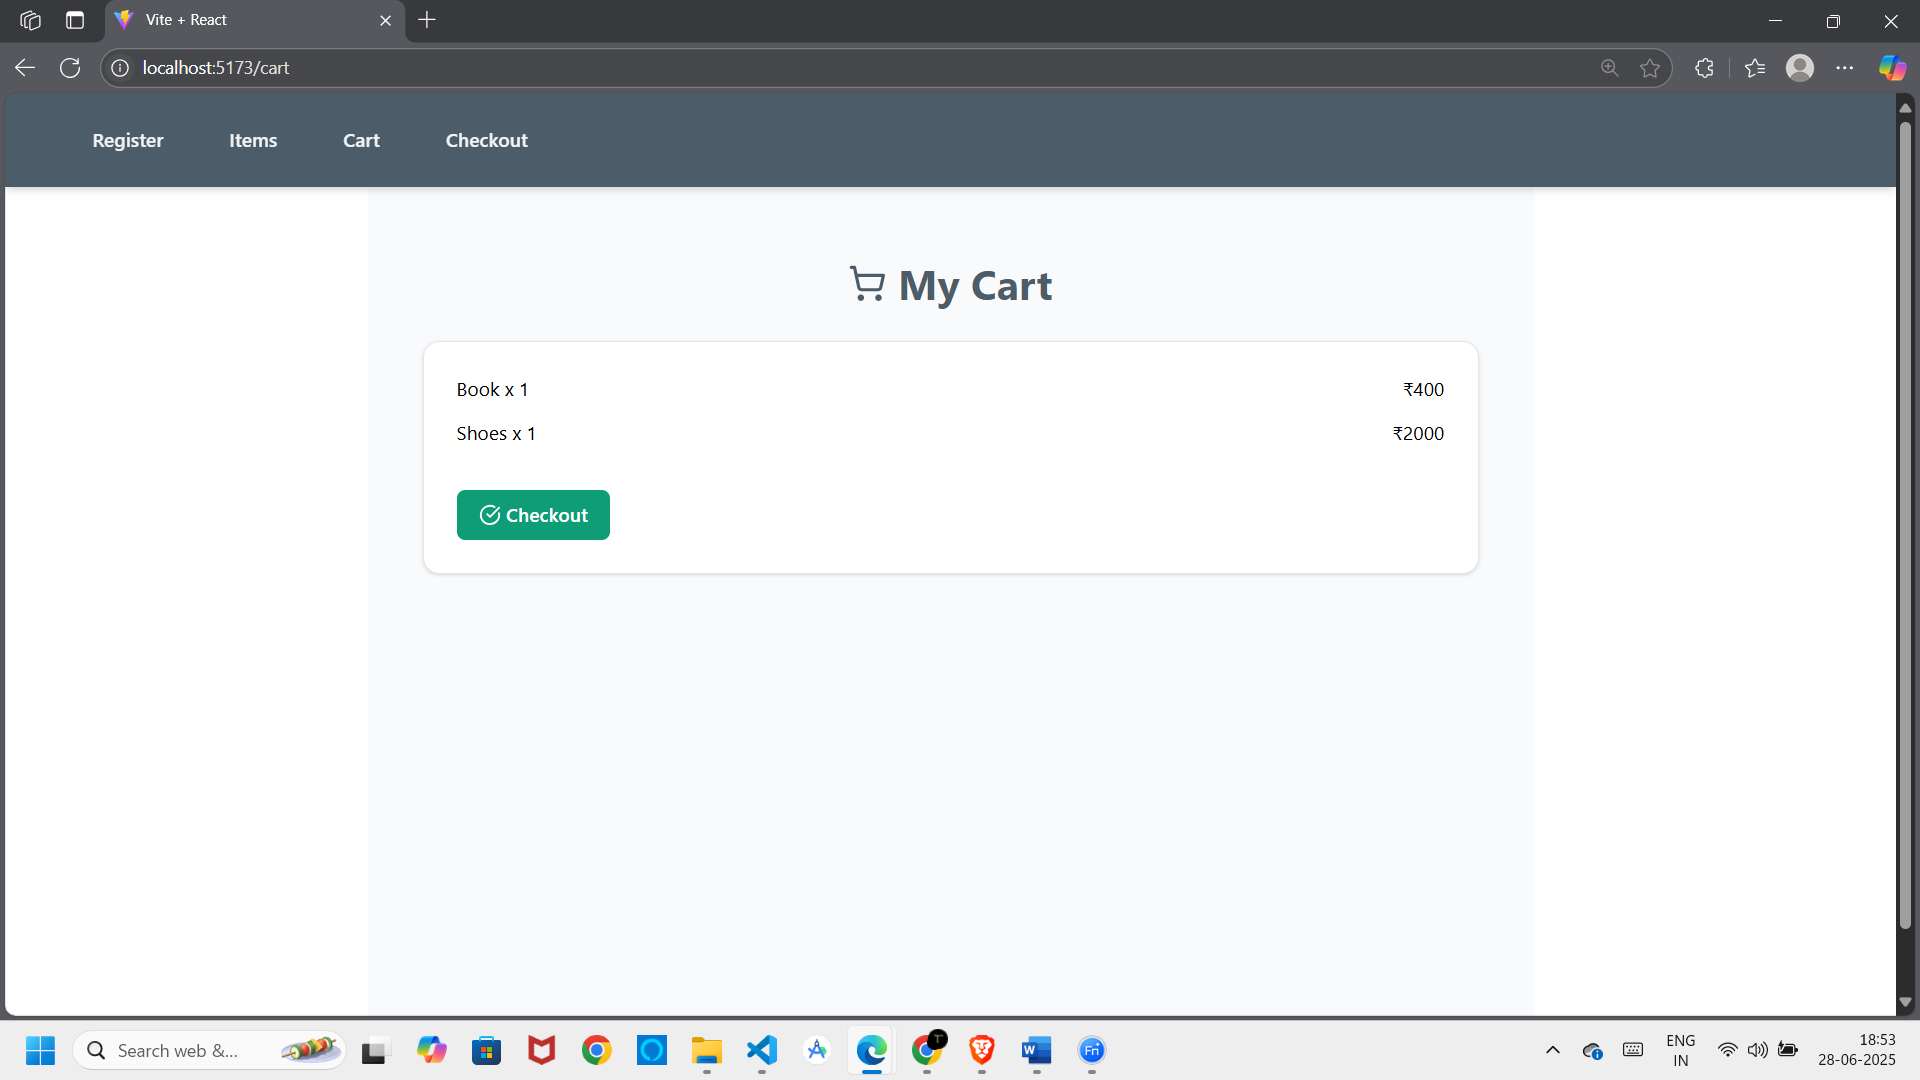 Vite + React
localhost:5173/cart
Register Items Cart Checkout
My Cart
Book x 1 ₹400
Shoes x 1 ₹2000
Checkout
Search web &...
T
W
Fn
ENG
IN
18:53
28-06-2025